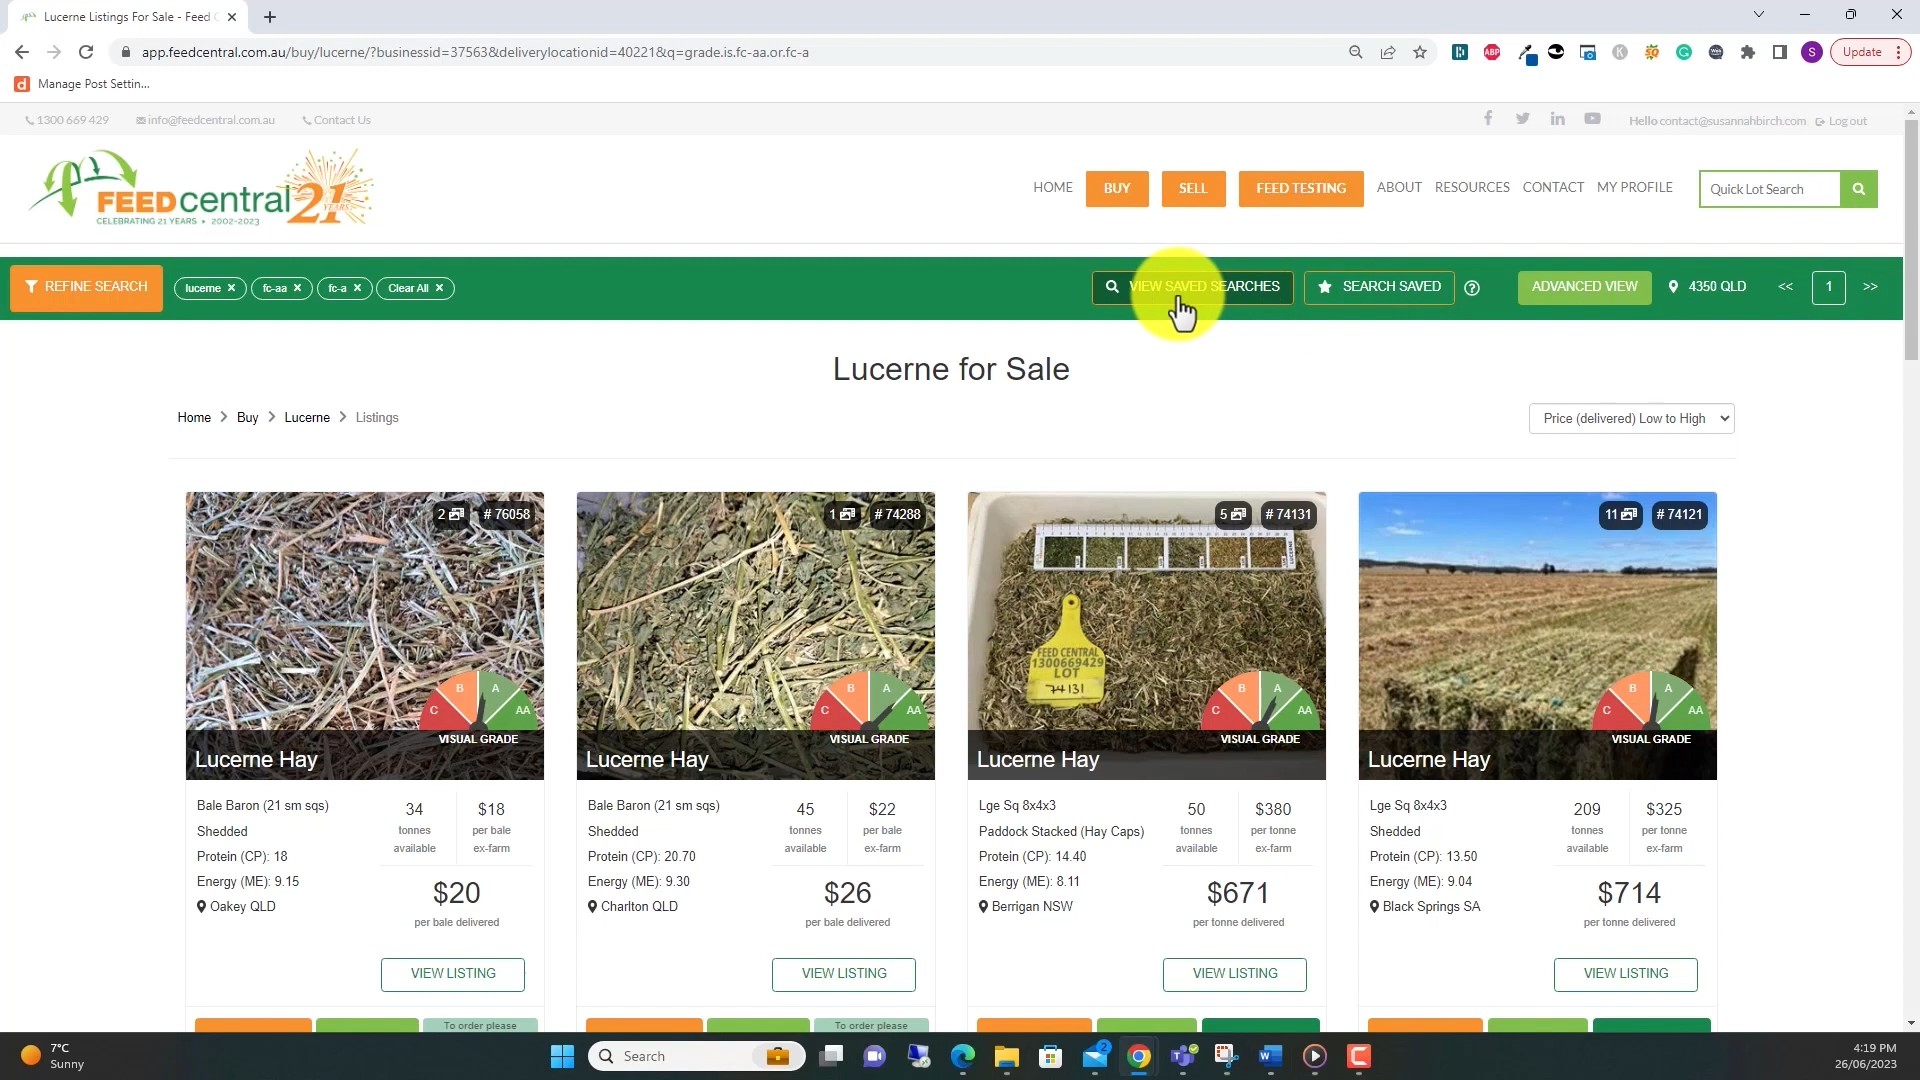 Lucerne Listings For Sale - Feed C
app.feedcentral.com.au/buy/lucerne/?businessid=37563&deliverylocationid=40221&q=grade.is.fc-aa.or.fc-a
ABP
S
Update
Manage Post Settin...
1300 669 429
info@feedcentral.com.au
Contact Us
Hello contact@susannahbirch.com
Log out
FEEDcentral 21 YEARS
CELEBRATING 21 YEARS • 2002-2023
HOME
BUY
SELL
FEED TESTING
ABOUT
RESOURCES
CONTACT
MY PROFILE
Quick Lot Search
REFINE SEARCH
lucerne ×
fc-aa ×
fc-a ×
Clear All ×
VIEW SAVED SEARCHES
SEARCH SAVED
?
ADVANCED VIEW
4350 QLD
<<
1
>>
Lucerne for Sale
Home > Buy > Lucerne > Listings
Price (delivered) Low to High
2 # 76058
C B A AA
VISUAL GRADE
Lucerne Hay
Bale Baron (21 sm sqs)
Shedded
Protein (CP): 18
Energy (ME): 9.15
Oakey QLD
34
tonnes
available
$18
per bale
ex-farm
$20
per bale delivered
VIEW LISTING
To order please
1 # 74288
C B A AA
VISUAL GRADE
Lucerne Hay
Bale Baron (21 sm sqs)
Shedded
Protein (CP): 20.70
Energy (ME): 9.30
Charlton QLD
45
tonnes
available
$22
per bale
ex-farm
$26
per bale delivered
VIEW LISTING
To order please
5 # 74131
LUCERNE
FEED CENTRAL
1300669429
LOT
74131
C B A AA
VISUAL GRADE
Lucerne Hay
Lge Sq 8x4x3
Paddock Stacked (Hay Caps)
Protein (CP): 14.40
Energy (ME): 8.11
Berrigan NSW
50
tonnes
available
$380
per tonne
ex-farm
$671
per tonne delivered
VIEW LISTING
11 # 74121
C B A AA
VISUAL GRADE
Lucerne Hay
Lge Sq 8x4x3
Shedded
Protein (CP): 13.50
Energy (ME): 9.04
Black Springs SA
209
tonnes
available
$325
per tonne
ex-farm
$714
per tonne delivered
VIEW LISTING
7°C
Sunny
Search
2
4:19 PM
26/06/2023